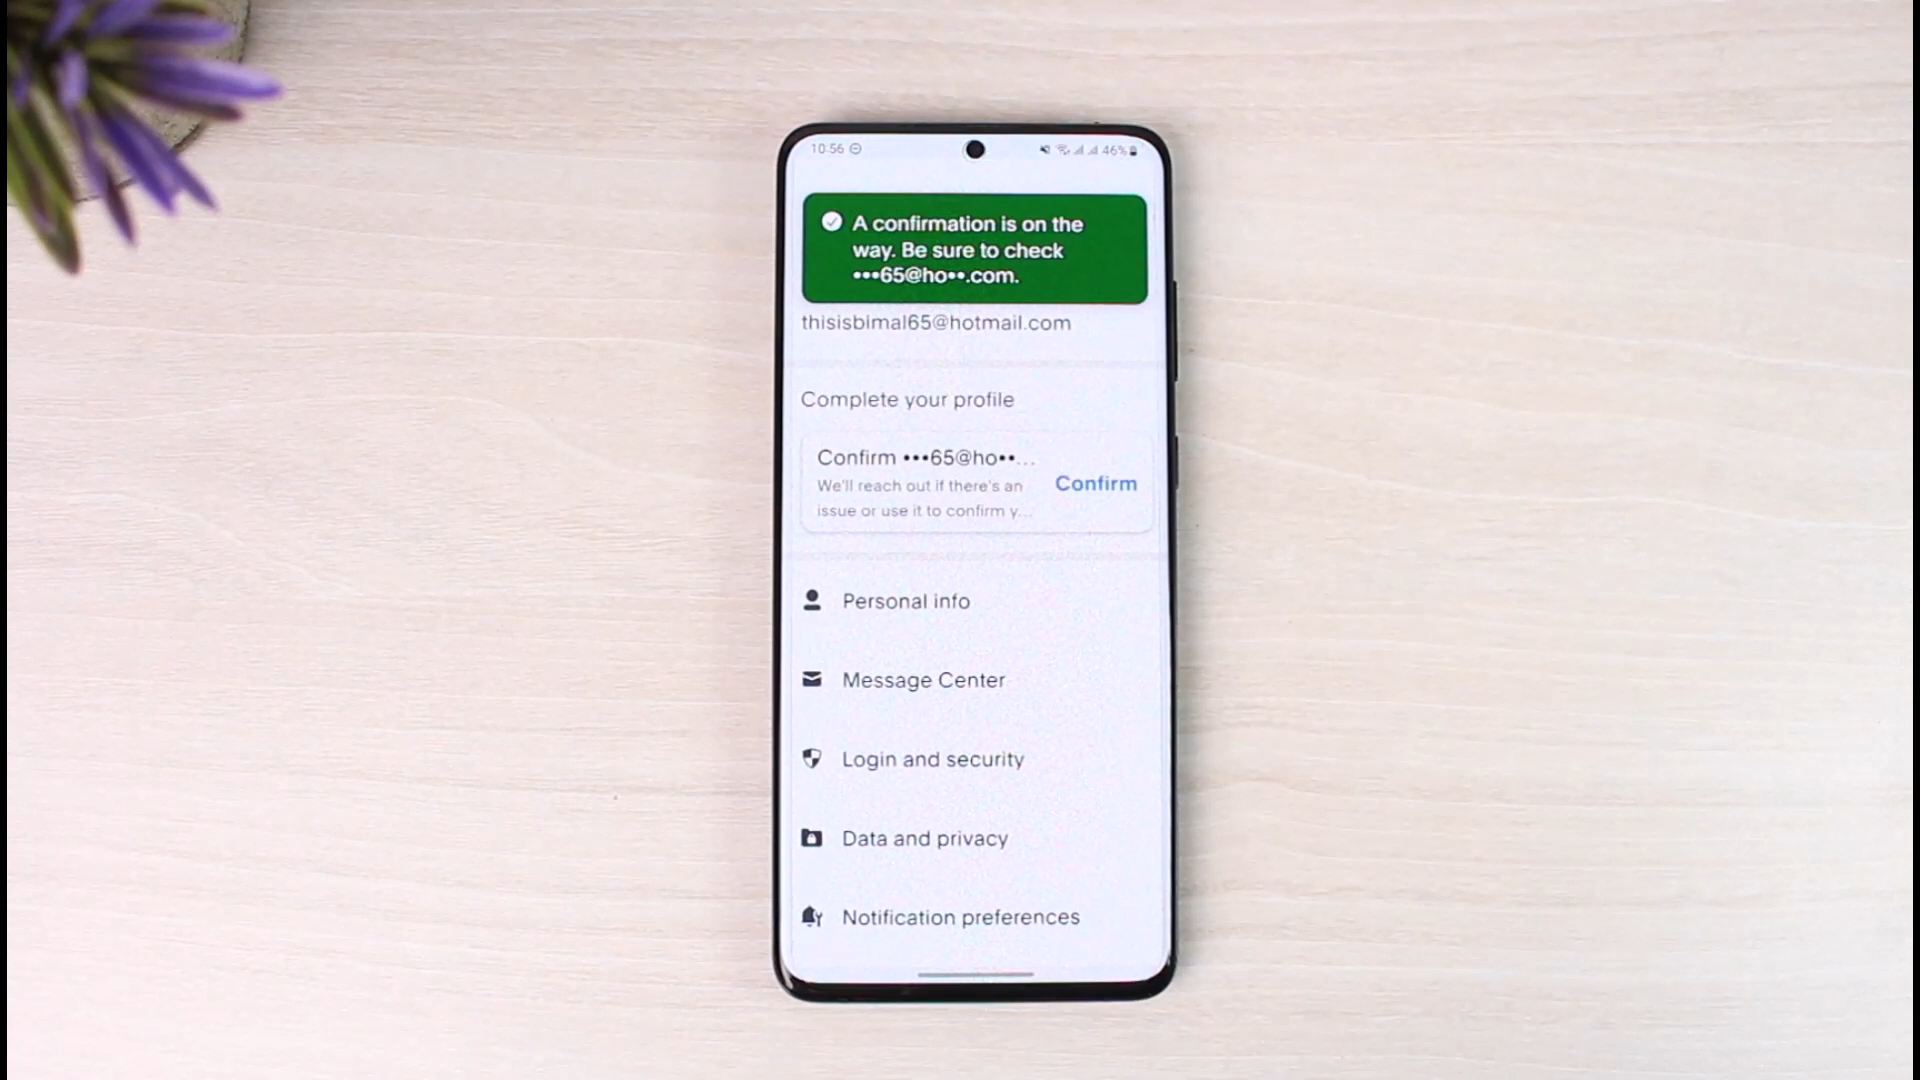 10:56
46%
A confirmation is on the
way. Be sure to check
•••65@ho••.com.
thisisbimal65@hotmail.com
Complete your profile
Confirm •••65@ho••...
We'll reach out if there's an
issue or use it to confirm y...
Confirm
Personal info
Message Center
Login and security
Data and privacy
Notification preferences